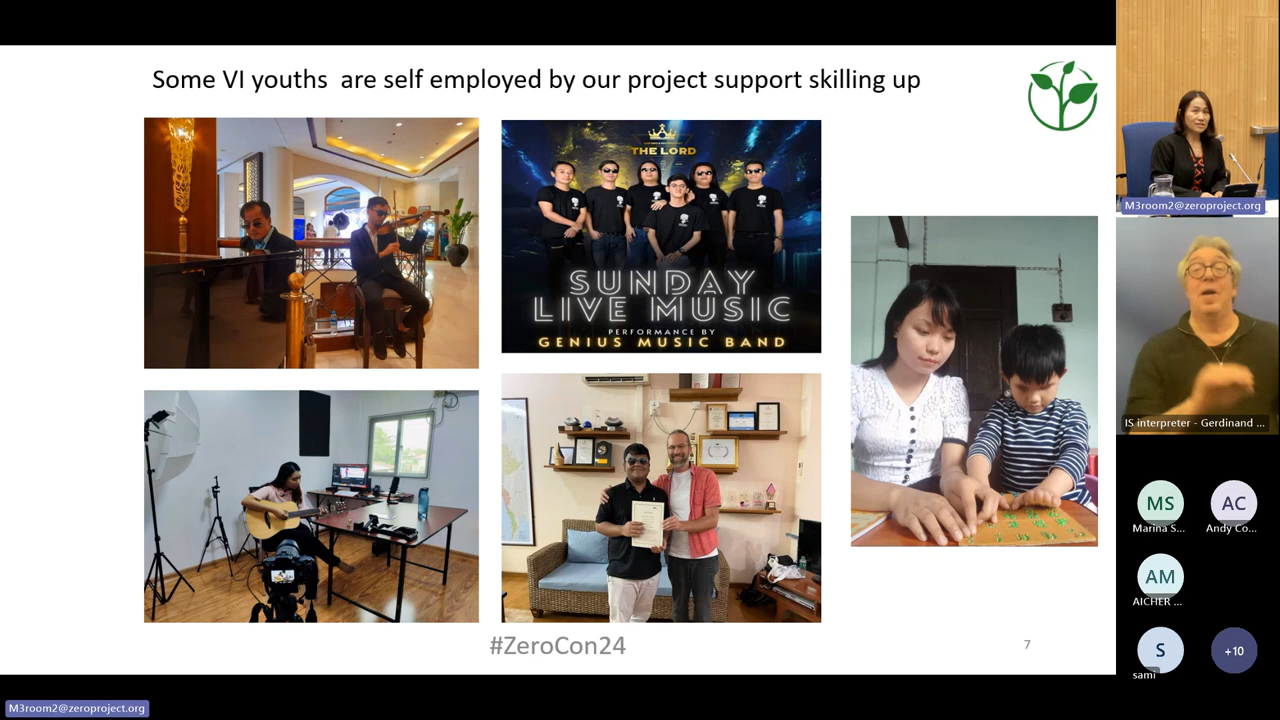 Some VI youths  are self employed by our project support skilling up
THE LORD
SUNDAY
LIVE MUSIC
PERFORMANCE BY
GENIUS MUSIC BAND
#ZeroCon24
7
M3room2@zeroproject.org
IS interpreter - Gerdinand ...
MS
Marina S...
AC
Andy Co...
AM
AICHER ...
S
sami
+10
M3room2@zeroproject.org